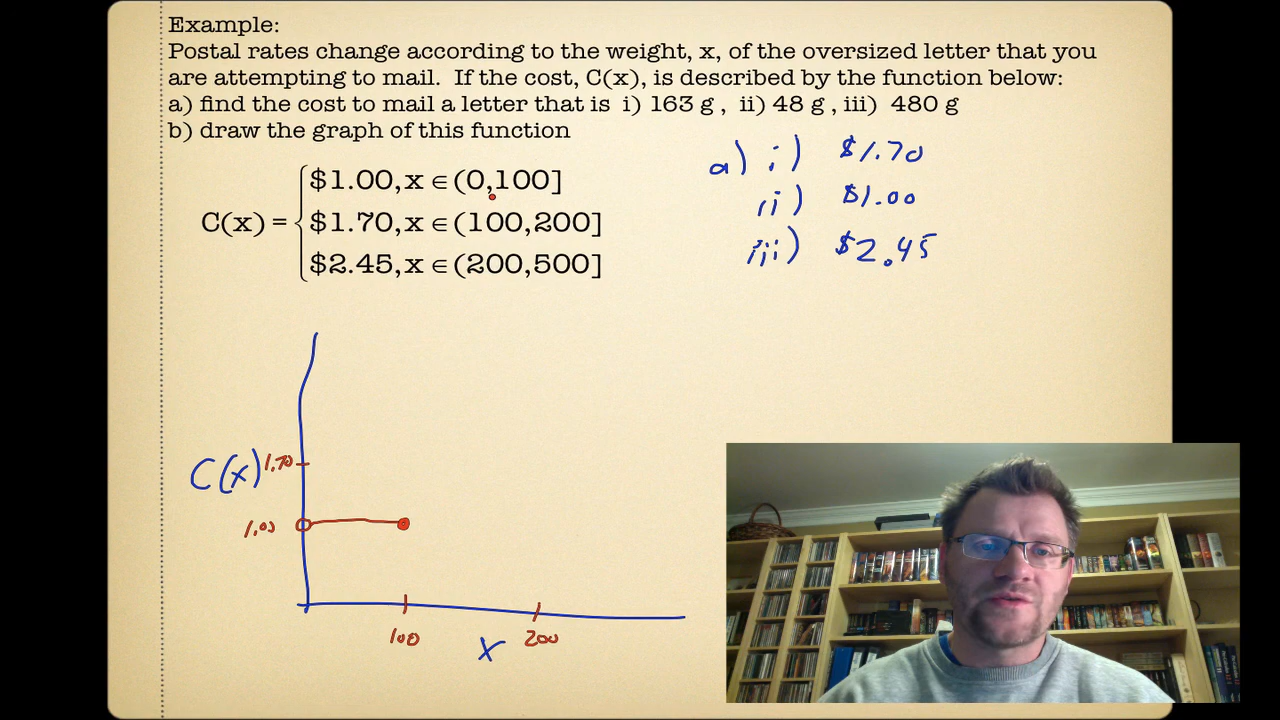 Example:
Postal rates change according to the weight, x, of the oversized letter that you
are attempting to mail. If the cost, C(x), is described by the function below:
a) find the cost to mail a letter that is i) 163 g , ii) 48 g , iii) 480 g
b) draw the graph of this function
$1.00,x ∈(0,100]
C(x) = $1.70,x ∈(100,200]
$2.45,x ∈(200,500]
a) i) $1.70
ii) $1.00
iii) $2.45
C(x) 1.70
1.00
100 200
x